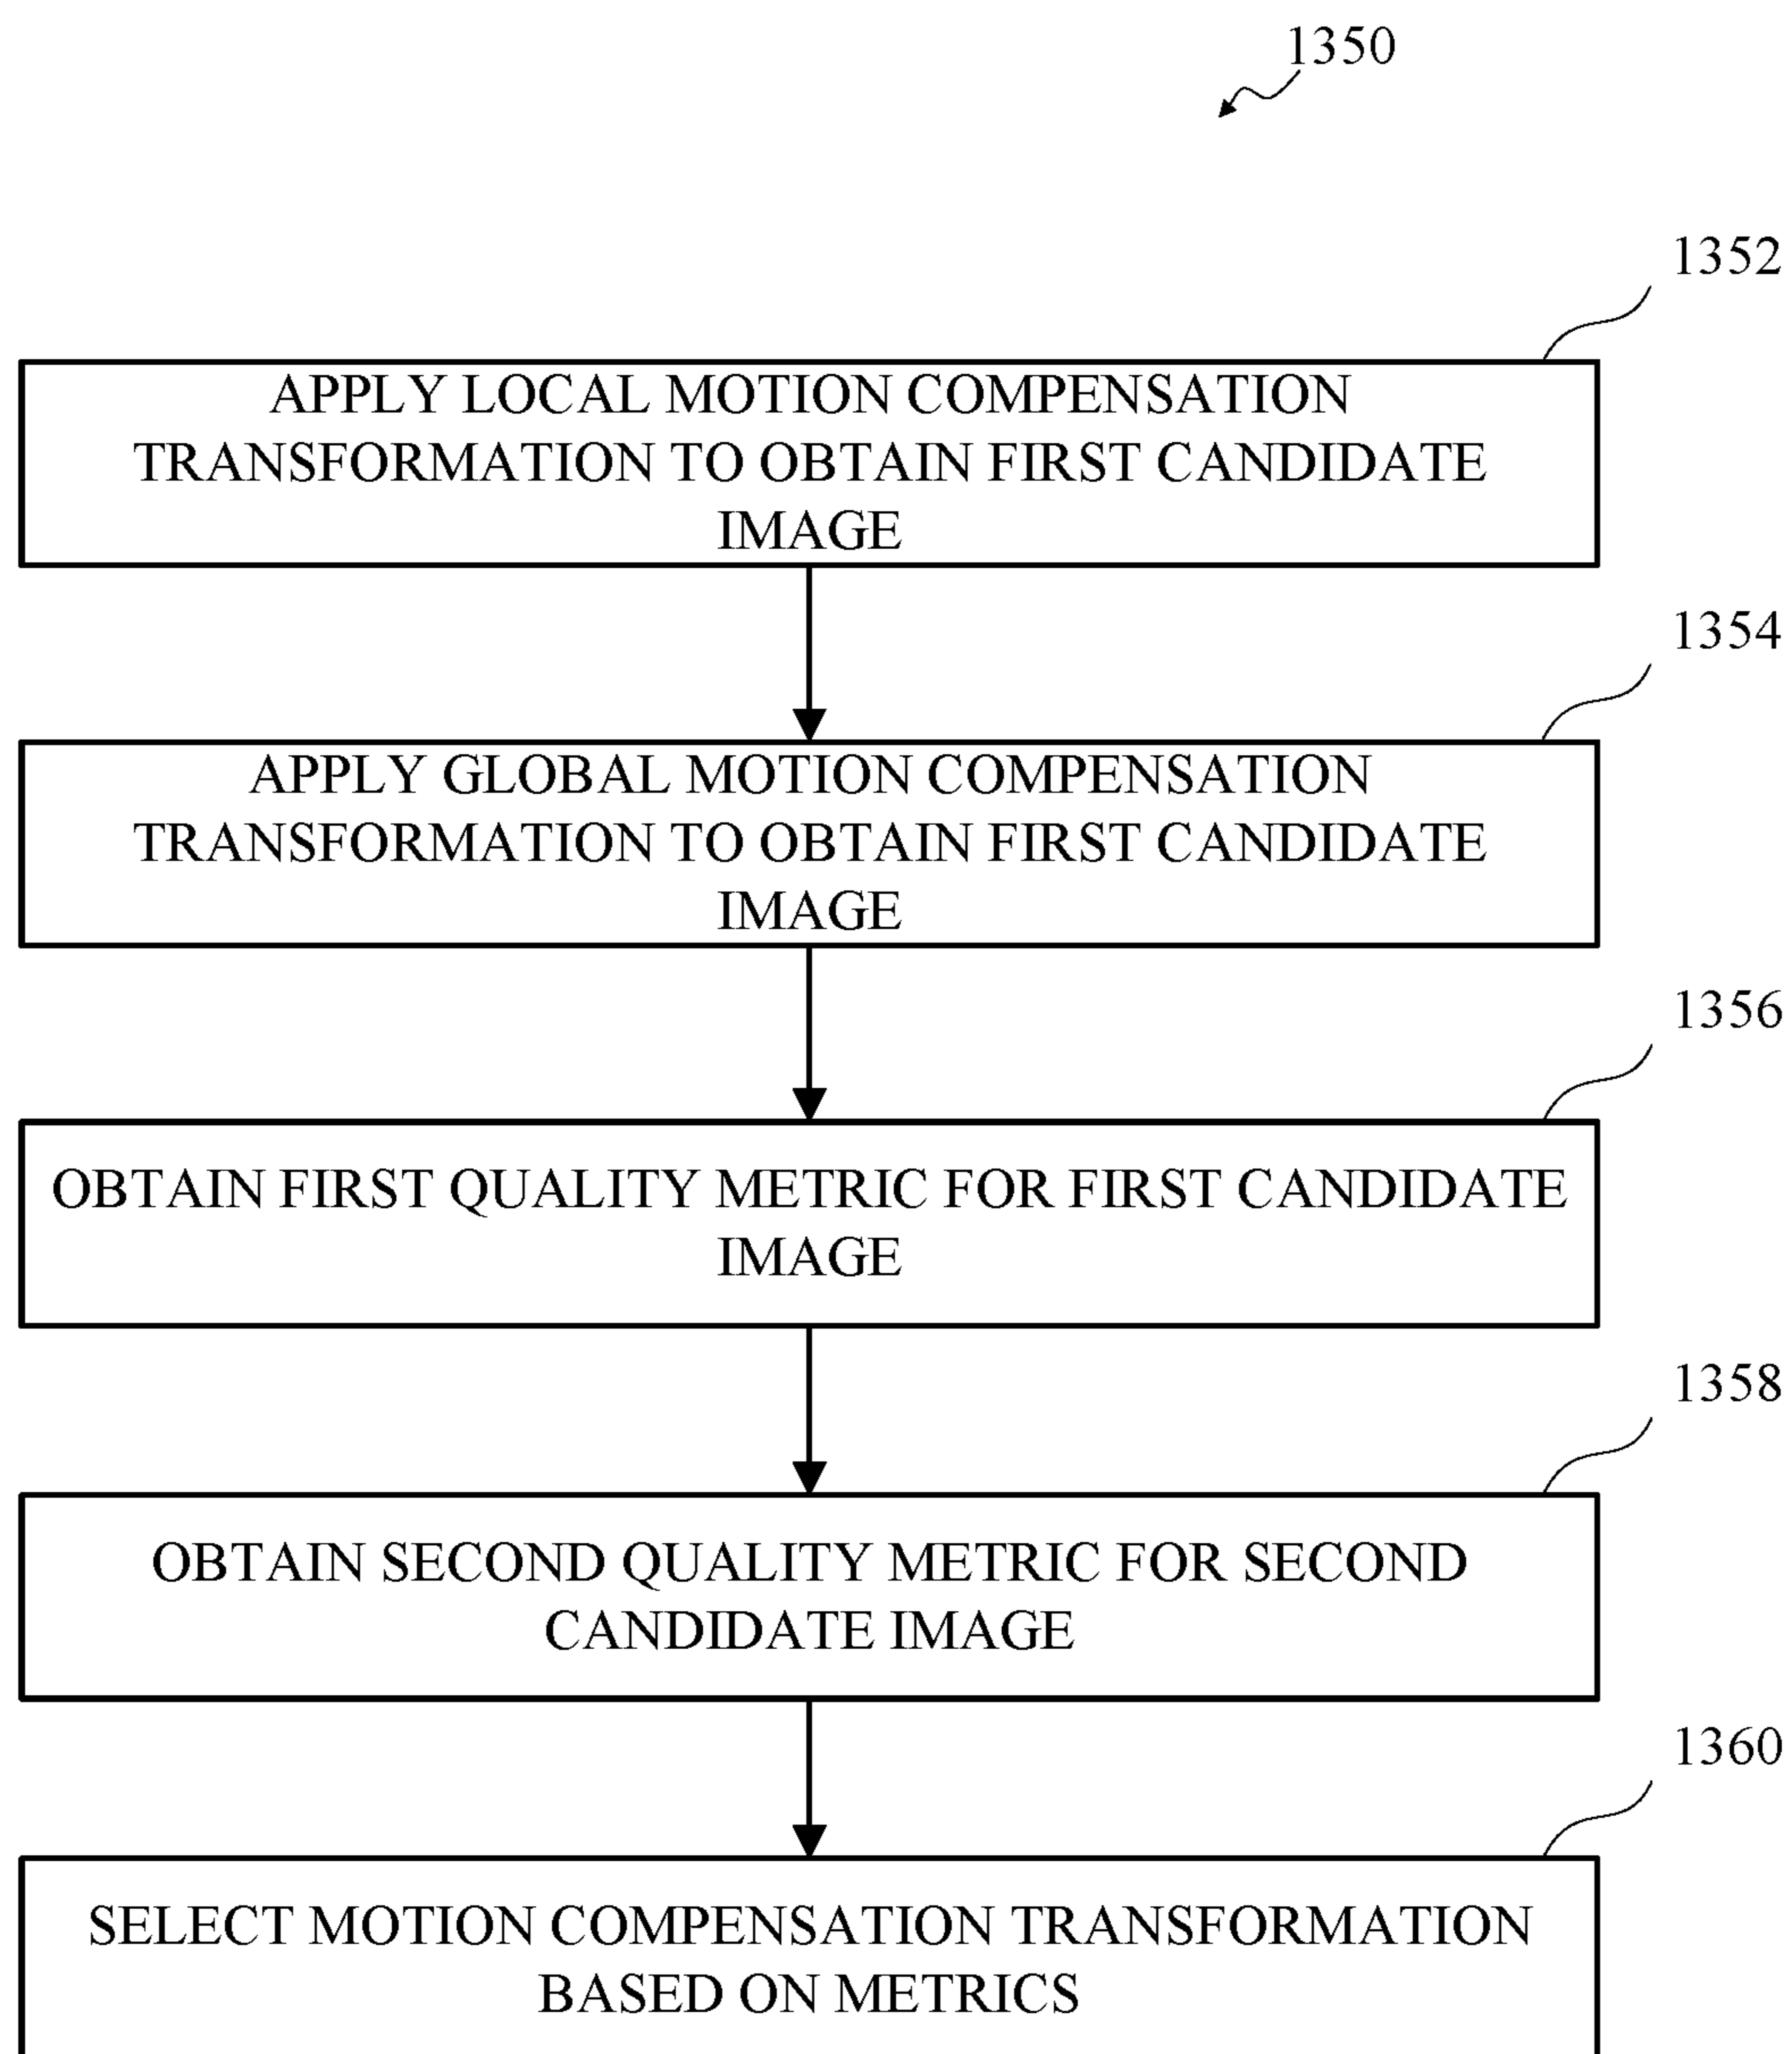 1350
1352
APPLY LOCAL MOTION COMPENSATION
TRANSFORMATION TO OBTAIN FIRST CANDIDATE
IMAGE
1354
APPLY GLOBAL MOTION COMPENSATION
TRANSFORMATION TO OBTAIN FIRST CANDIDATE
IMAGE
1356
OBTAIN FIRST QUALITY METRIC FOR FIRST CANDIDATE
IMAGE
1358
OBTAIN SECOND QUALITY METRIC FOR SECOND
CANDIDATE IMAGE
1360
SELECT MOTION COMPENSATION TRANSFORMATION
BASED ON METRICS